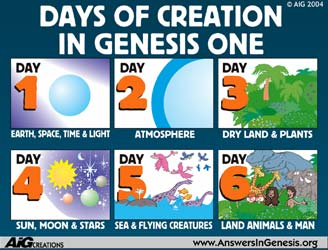 © AIG 2004
DAYS OF CREATION
IN GENESIS ONE
DAY
1
EARTH, SPACE, TIME & LIGHT
DAY
2
ATMOSPHERE
DAY
3
DRY LAND & PLANTS
DAY
4
SUN, MOON & STARS
DAY
5
SEA & FLYING CREATURES
DAY
6
LAND ANIMALS & MAN
AiG CREATIONS
www.AnswersInGenesis.org